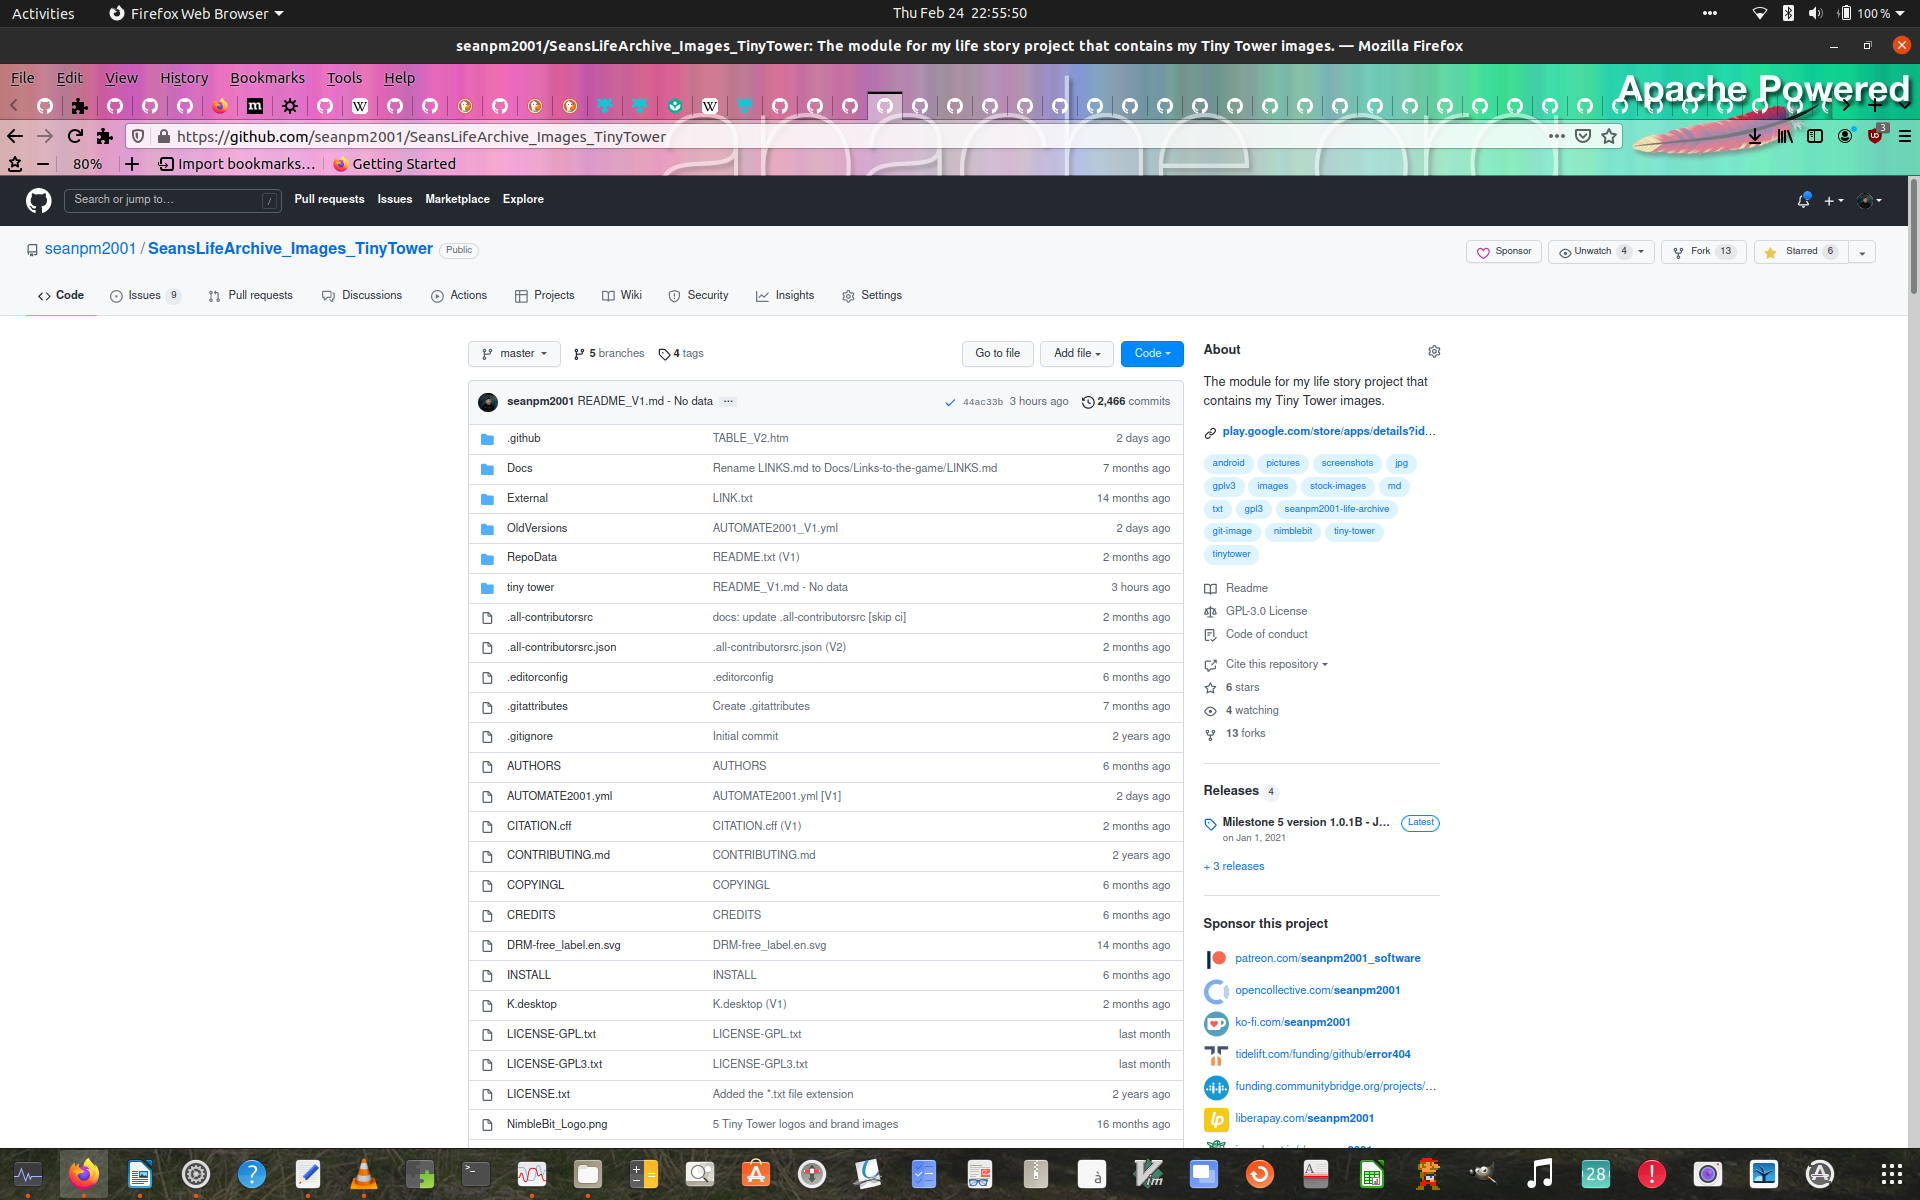 Activities Firefox Web Browser Thu Feb 24 22:55:50 100 %
seanpm2001/SeansLifeArchive_Images_TinyTower: The module for my life story project that contains my Tiny Tower images. — Mozilla Firefox
File Edit View History Bookmarks Tools Help
Apache Powered
https://github.com/seanpm2001/SeansLifeArchive_Images_TinyTower 3
80% Import bookmarks... Getting Started
Search or jump to... / Pull requests Issues Marketplace Explore
seanpm2001 / SeansLifeArchive_Images_TinyTower Public
Sponsor Unwatch 4 Fork 13 Starred 6
Code Issues 9 Pull requests Discussions Actions Projects Wiki Security Insights Settings
master 5 branches 4 tags Go to file Add file Code
seanpm2001 README_V1.md - No data ... 44ac33b 3 hours ago 2,466 commits
.github TABLE_V2.htm 2 days ago
Docs Rename LINKS.md to Docs/Links-to-the-game/LINKS.md 7 months ago
External LINK.txt 14 months ago
OldVersions AUTOMATE2001_V1.yml 2 days ago
RepoData README.txt (V1) 2 months ago
tiny tower README_V1.md - No data 3 hours ago
.all-contributorsrc docs: update .all-contributorsrc [skip ci] 2 months ago
.all-contributorsrc.json .all-contributorsrc.json (V2) 2 months ago
.editorconfig .editorconfig 6 months ago
.gitattributes Create .gitattributes 7 months ago
.gitignore Initial commit 2 years ago
AUTHORS AUTHORS 6 months ago
AUTOMATE2001.yml AUTOMATE2001.yml [V1] 2 days ago
CITATION.cff CITATION.cff (V1) 2 months ago
CONTRIBUTING.md CONTRIBUTING.md 2 years ago
COPYINGL COPYINGL 6 months ago
CREDITS CREDITS 6 months ago
DRM-free_label.en.svg DRM-free_label.en.svg 14 months ago
INSTALL INSTALL 6 months ago
K.desktop K.desktop (V1) 2 months ago
LICENSE-GPL.txt LICENSE-GPL.txt last month
LICENSE-GPL3.txt LICENSE-GPL3.txt last month
LICENSE.txt Added the *.txt file extension 2 years ago
NimbleBit_Logo.png 5 Tiny Tower logos and brand images 16 months ago
About
The module for my life story project that
contains my Tiny Tower images.
play.google.com/store/apps/details?id...
android pictures screenshots jpg
gplv3 images stock-images md
txt gpl3 seanpm2001-life-archive
git-image nimblebit tiny-tower
tinytower
Readme
GPL-3.0 License
Code of conduct
Cite this repository
6 stars
4 watching
13 forks
Releases 4
Milestone 5 version 1.0.1B - J... Latest
on Jan 1, 2021
+ 3 releases
Sponsor this project
patreon.com/seanpm2001_software
opencollective.com/seanpm2001
ko-fi.com/seanpm2001
tidelift.com/funding/github/error404
funding.communitybridge.org/projects/...
liberapay.com/seanpm2001
28